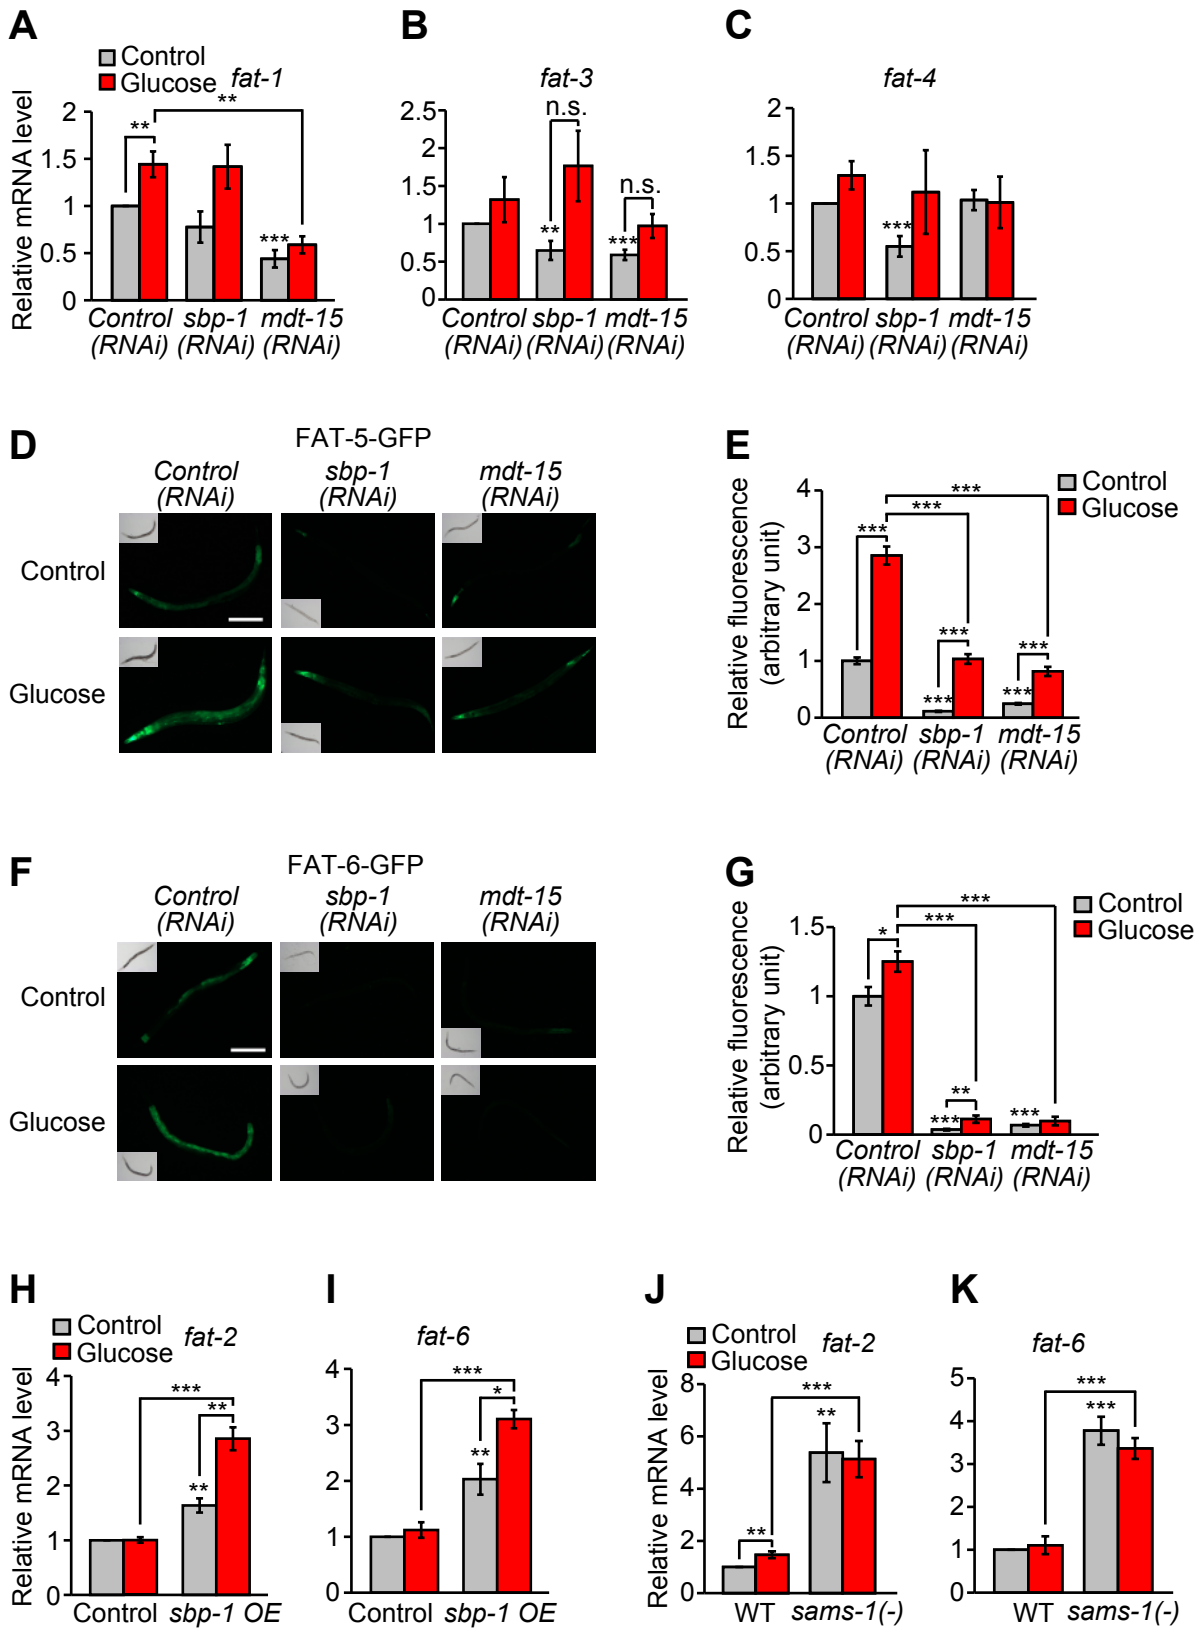 A
B
C
Control
Glucose
fat-1
fat-3
fat-4
Relative mRNA level
2
1.5
1
0.5
0
**
**
***
Control (RNAi)
sbp-1 (RNAi)
mdt-15 (RNAi)
2.5
2
1.5
1
0.5
0
n.s.
n.s.
**
***
Control (RNAi)
sbp-1 (RNAi)
mdt-15 (RNAi)
2
1.5
1
0.5
0
***
Control (RNAi)
sbp-1 (RNAi)
mdt-15 (RNAi)
D
FAT-5-GFP
Control (RNAi)
sbp-1 (RNAi)
mdt-15 (RNAi)
Control
Glucose
E
Control
Glucose
Relative fluorescence
(arbitrary unit)
4
3
2
1
0
***
***
***
***
***
***
***
Control (RNAi)
sbp-1 (RNAi)
mdt-15 (RNAi)
F
FAT-6-GFP
Control (RNAi)
sbp-1 (RNAi)
mdt-15 (RNAi)
Control
Glucose
G
Control
Glucose
Relative fluorescence
(arbitrary unit)
1.5
1
0.5
0
***
***
*
**
***
***
Control (RNAi)
sbp-1 (RNAi)
mdt-15 (RNAi)
H
Control
Glucose
fat-2
Relative mRNA level
4
3
2
1
0
***
**
**
Control
sbp-1 OE
I
fat-6
4
3
2
1
0
***
*
**
Control
sbp-1 OE
J
Control
Glucose
fat-2
Relative mRNA level
8
6
4
2
0
***
**
**
WT
sams-1(-)
K
fat-6
5
4
3
2
1
0
***
***
WT
sams-1(-)